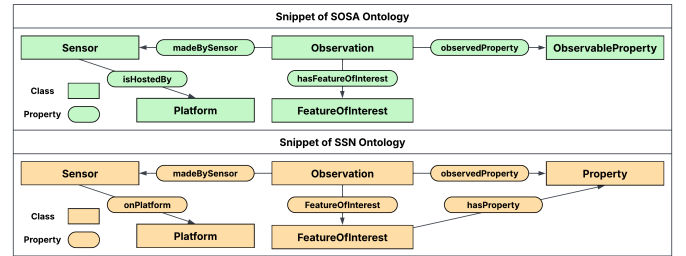 Snippet of SOSA Ontology
Sensor
madeBySensor
Observation
observedProperty
ObservableProperty
isHostedBy
hasFeatureOfInterest
Class
Property
Platform
FeatureOfInterest
Snippet of SSN Ontology
Sensor
madeBySensor
Observation
observedProperty
Property
onPlatform
FeatureOfInterest
hasProperty
Class
Property
Platform
FeatureOfInterest